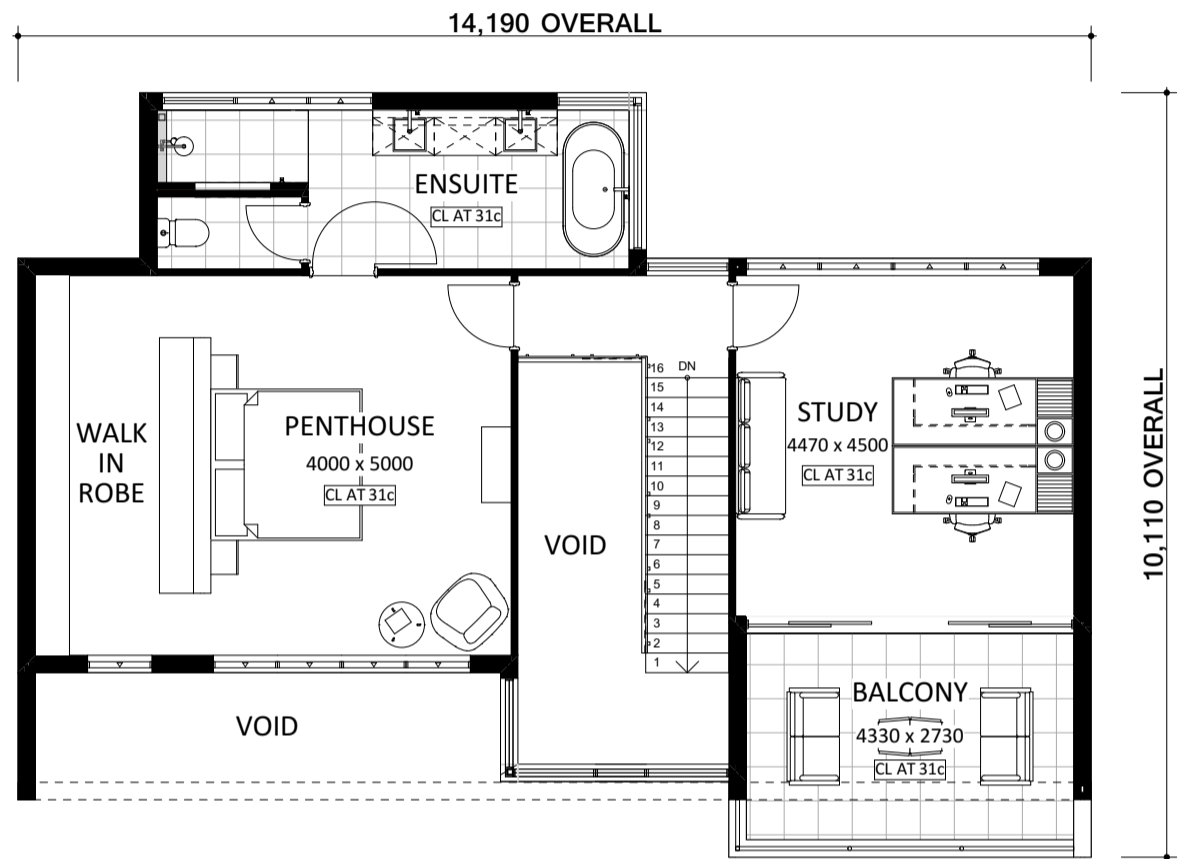 14,190 OVERALL
10,110 OVERALL
ENSUITE
CL AT 31c
WALK
IN
ROBE
PENTHOUSE
4000 x 5000
CL AT 31c
VOID
DN
16
15
14
13
12
11
10
9
8
7
6
5
4
3
2
1
STUDY
4470 x 4500
CL AT 31c
VOID
BALCONY
4330 x 2730
CL AT 31c